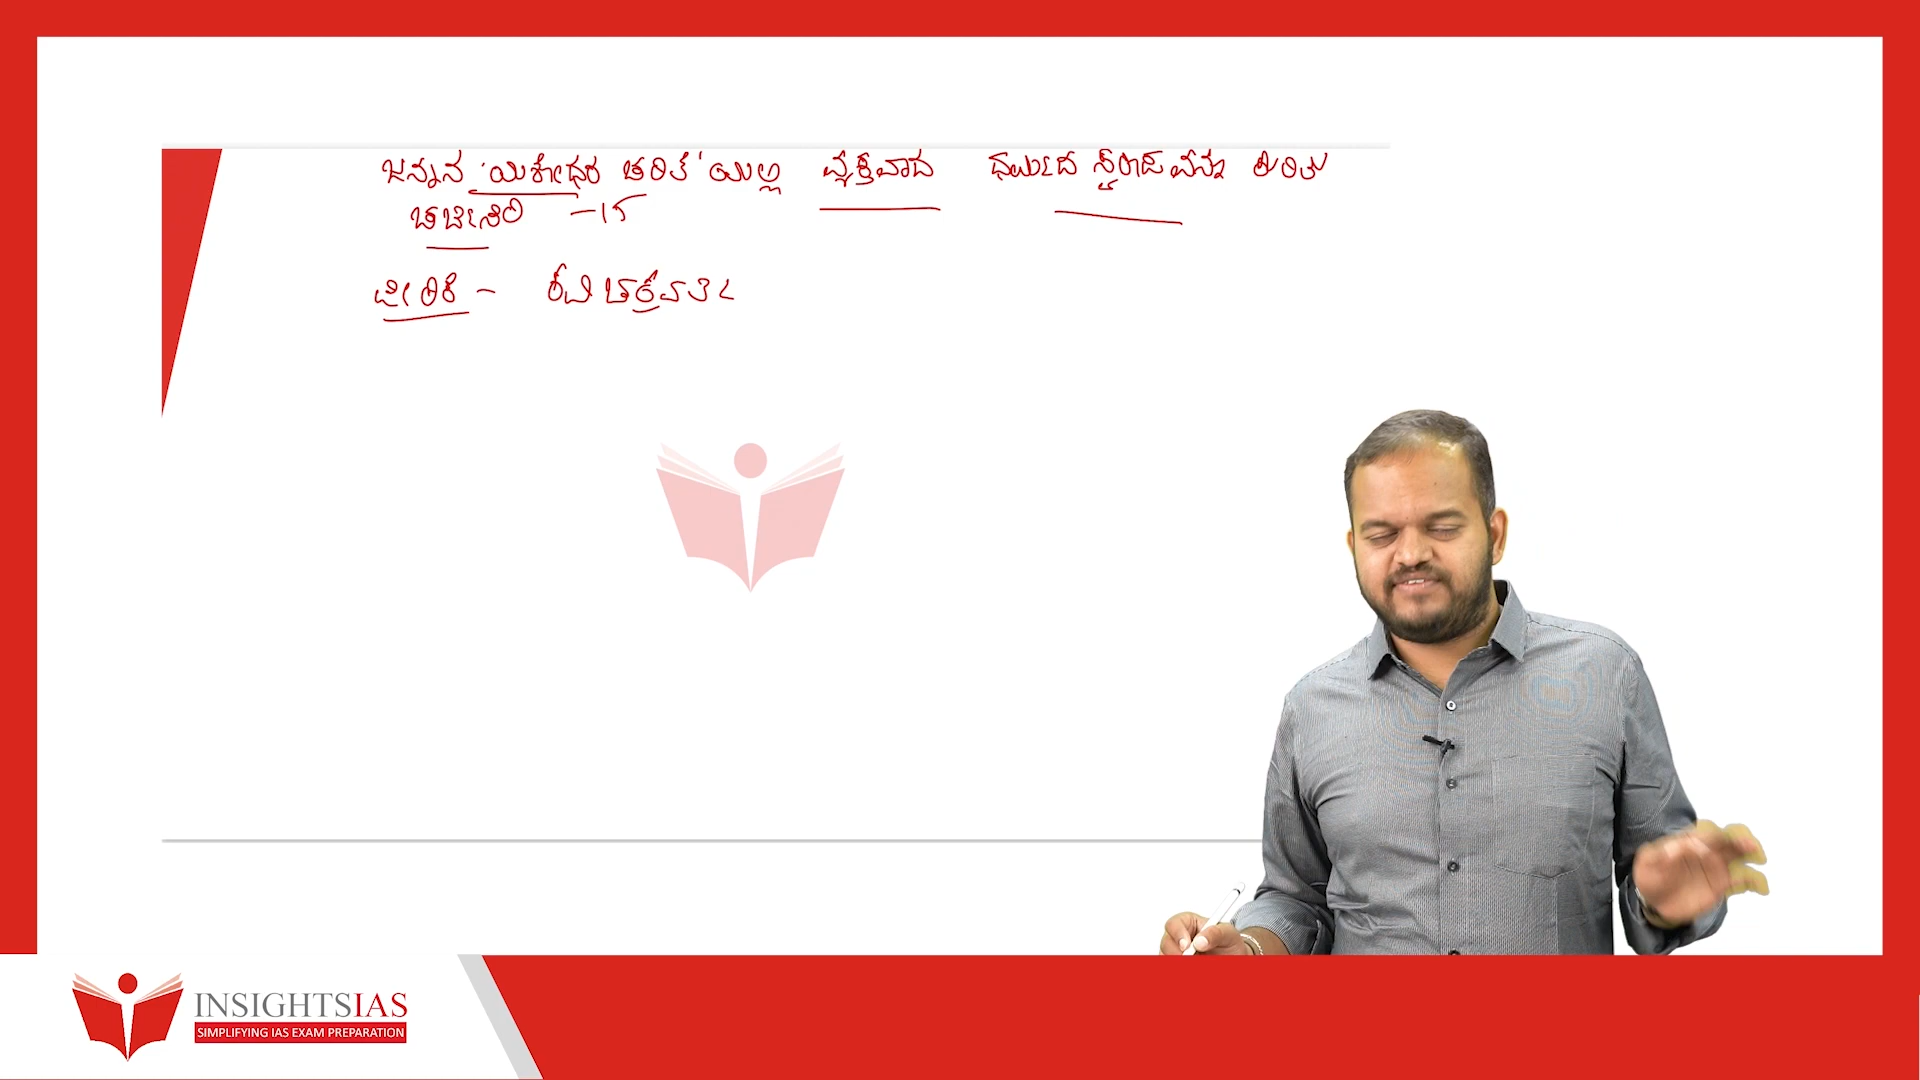 ಜನ್ನನ 'ಯಶೋಧರ ಚರಿತೆ' ಯಲ್ಲಿ ವ್ಯಕ್ತವಾದ ಧರ್ಮದ ಸ್ವರೂಪವನ್ನು ಕುರಿತು
ಚರ್ಚಿಸಿರಿ -15
ಪೀಠಿಕೆ - ಕವಿ ಚಕ್ರವರ್ತಿ
INSIGHTSIAS
SIMPLIFYING IAS EXAM PREPARATION